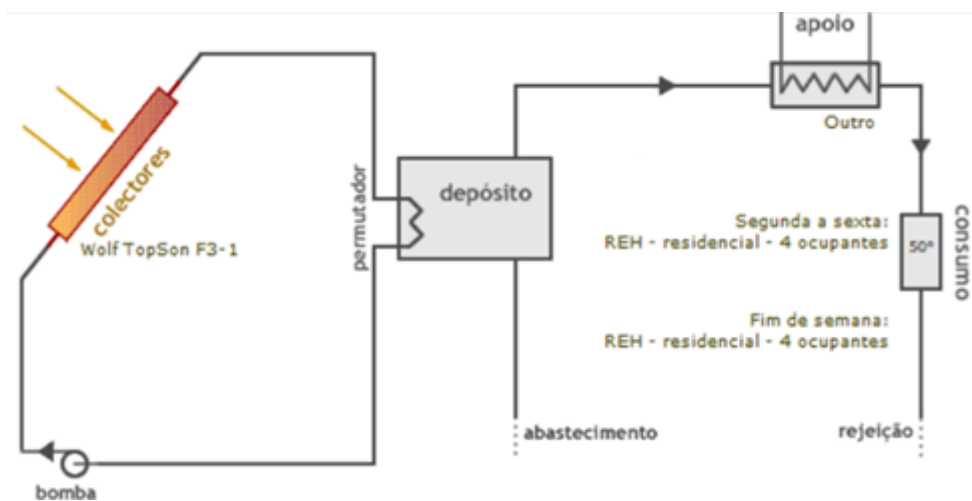 apoio
Outro
colectores
Wolf TopSon F3-1
permutador
depósito
Segunda a sexta:
REH - residencial - 4 ocupantes
50º
consumo
Fim de semana:
REH - residencial - 4 ocupantes
abastecimento
rejeição
bomba